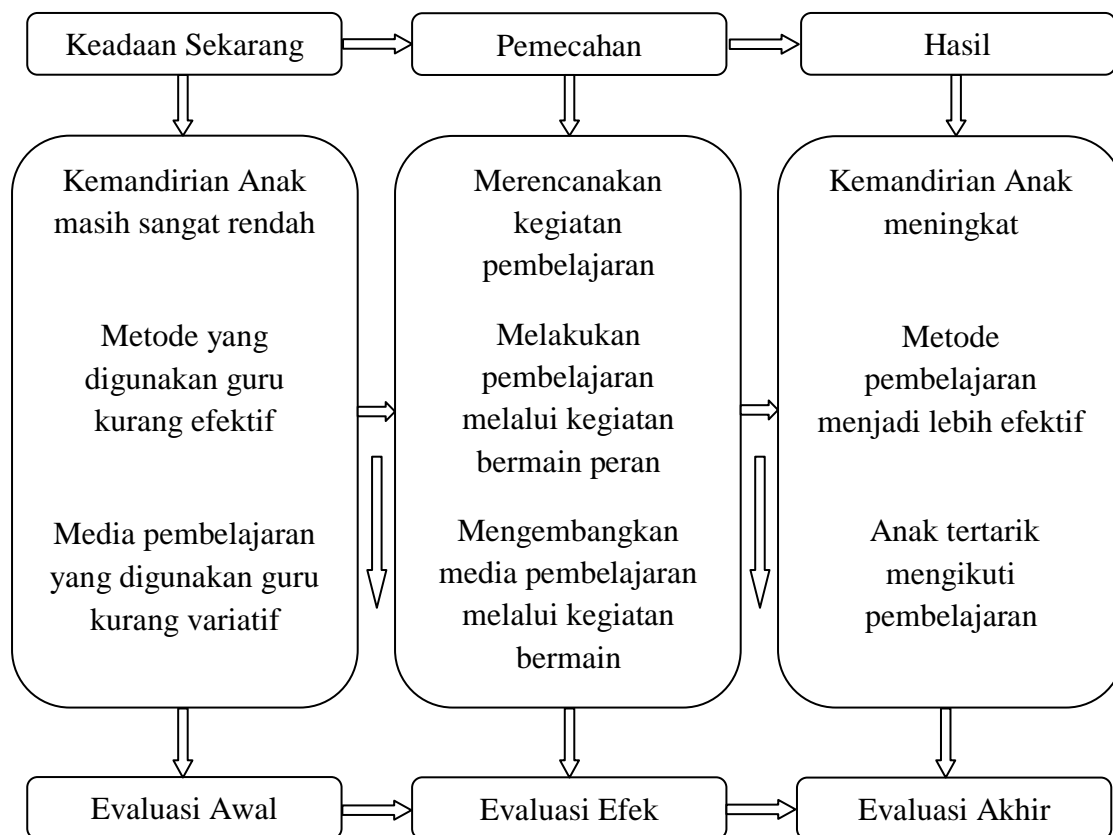 Keadaan Sekarang
Pemecahan
Hasil
Kemandirian Anak
masih sangat rendah
Metode yang
digunakan guru
kurang efektif
Media pembelajaran
yang digunakan guru
kurang variatif
Merencanakan
kegiatan
pembelajaran
Melakukan
pembelajaran
melalui kegiatan
bermain peran
Mengembangkan
media pembelajaran
melalui kegiatan
bermain
Kemandirian Anak
meningkat
Metode
pembelajaran
menjadi lebih efektif
Anak tertarik
mengikuti
pembelajaran
Evaluasi Awal
Evaluasi Efek
Evaluasi Akhir